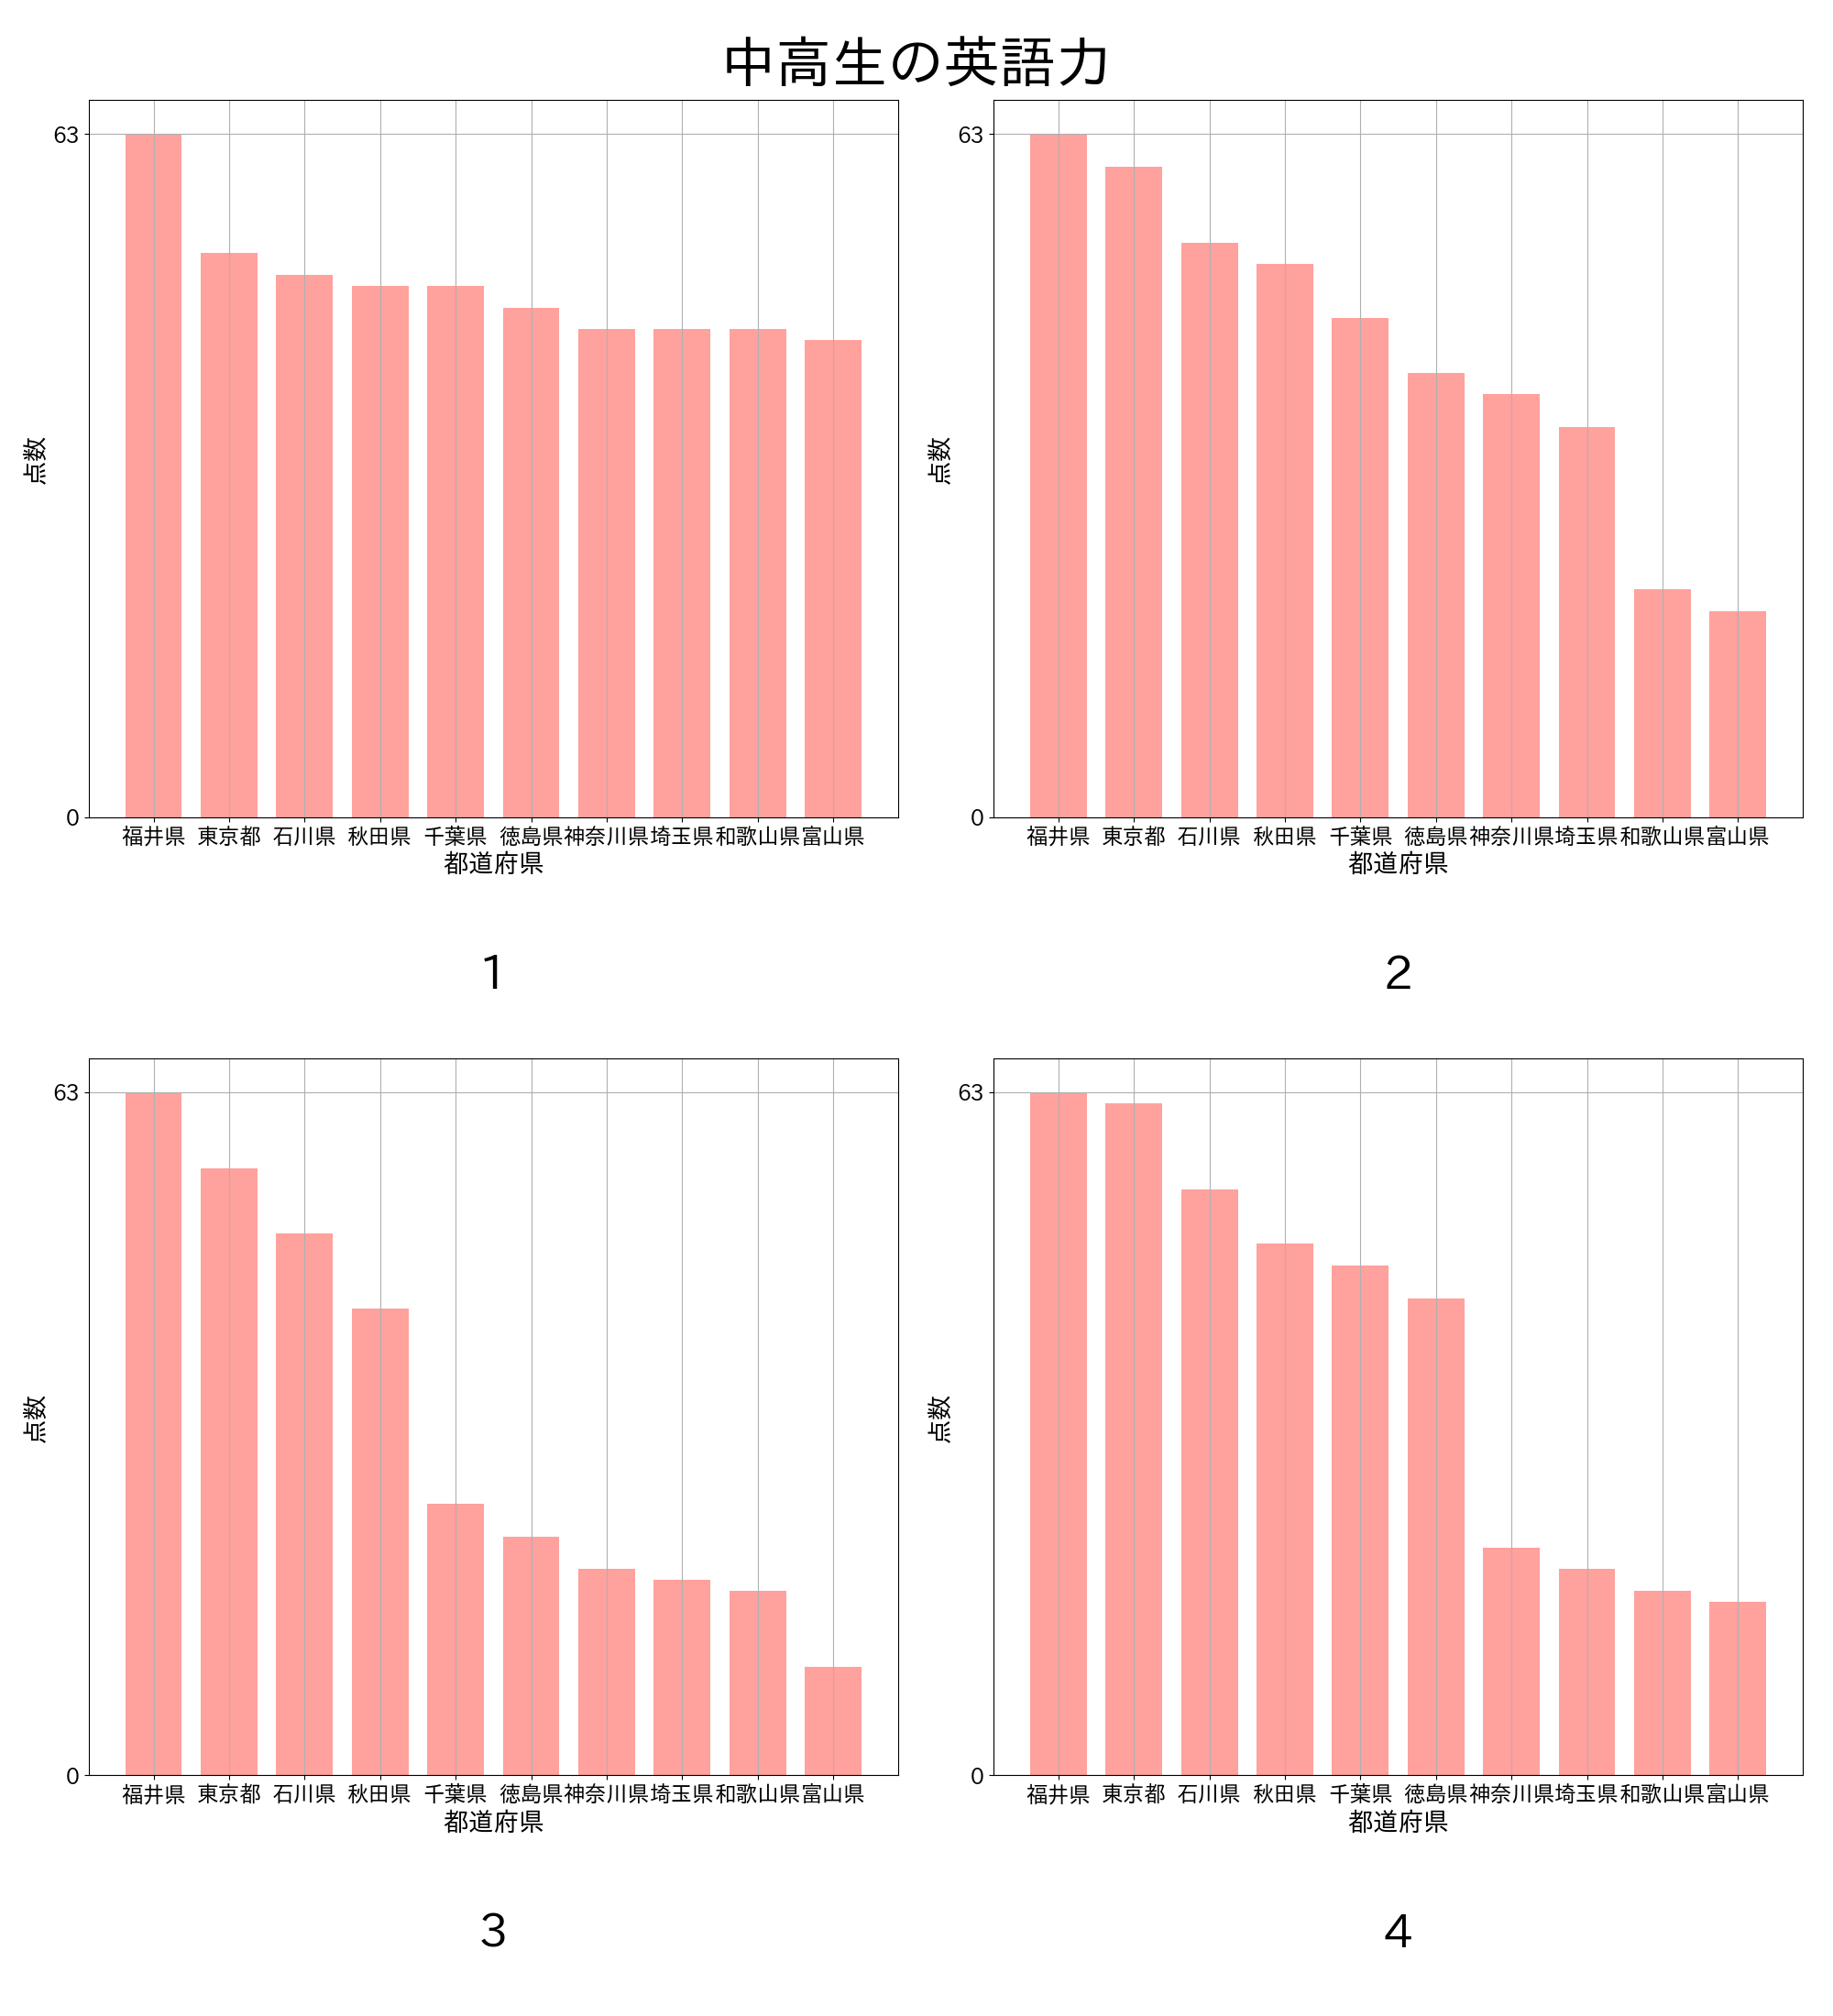 中高生の英語力
63
0
点数
福井県 東京都 石川県 秋田県 千葉県 徳島県 神奈川県 埼玉県 和歌山県 富山県
都道府県
1
63
0
点数
福井県 東京都 石川県 秋田県 千葉県 徳島県 神奈川県 埼玉県 和歌山県 富山県
都道府県
2
63
0
点数
福井県 東京都 石川県 秋田県 千葉県 徳島県 神奈川県 埼玉県 和歌山県 富山県
都道府県
3
63
0
点数
福井県 東京都 石川県 秋田県 千葉県 徳島県 神奈川県 埼玉県 和歌山県 富山県
都道府県
4